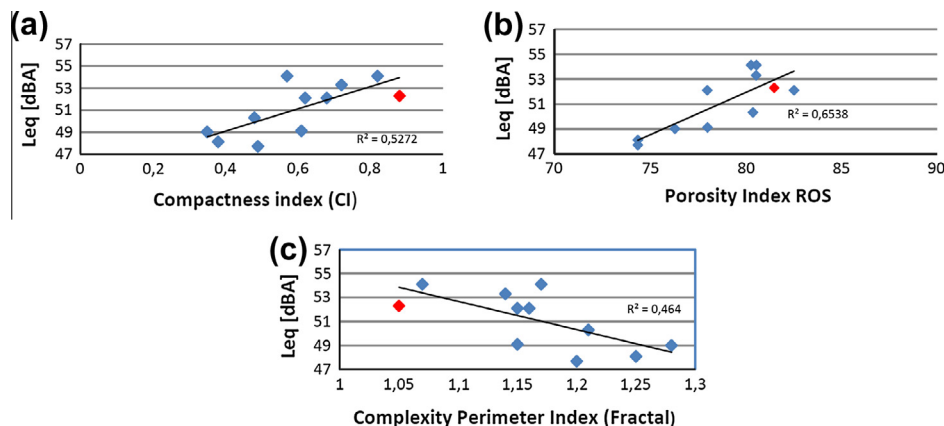 (a)
57
55
53
51
49
47
Leq [dBA]
R² = 0,5272
0 0,2 0,4 0,6 0,8 1
Compactness index (CI)
(b)
57
55
53
51
49
47
Leq [dBA]
R² = 0,6538
70 75 80 85 90
Porosity Index ROS
(c)
57
55
53
51
49
47
Leq [dBA]
R² = 0,464
1 1,05 1,1 1,15 1,2 1,25 1,3
Complexity Perimeter Index (Fractal)